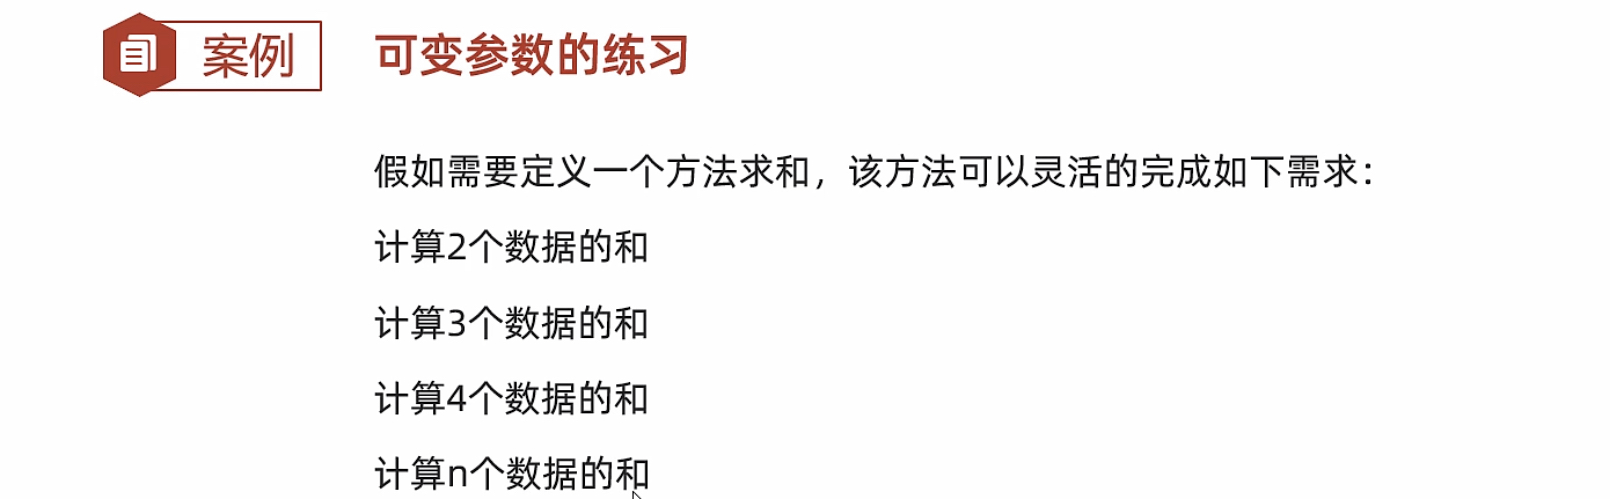 案例
可变参数的练习
假如需要定义一个方法求和，该方法可以灵活的完成如下需求：
计算2个数据的和
计算3个数据的和
计算4个数据的和
计算n个数据的和